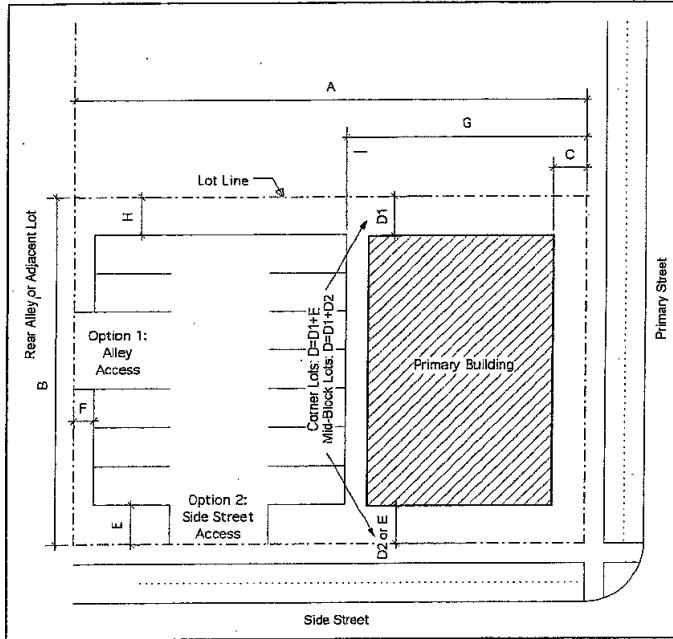 A
G
C
Lot Line
H
D1
Rear Alley or Adjacent Lot
B
Option 1:
Alley
Access
F
Corner Lots: D=D1+E
Mid-Block Lots: D=D1+D2
Primary Building
Primary Street
Option 2:
Side Street
Access
E
D2 or E
Side Street